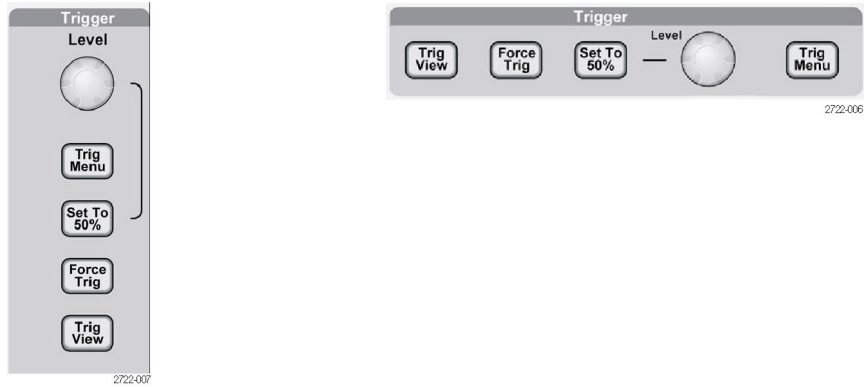 Trigger
Level
Trig
Menu
Set To
50%
Force
Trig
Trig
View
2722-007
Trigger
Trig
View
Force
Trig
Set To
50%
Level
Trig
Menu
2722-006